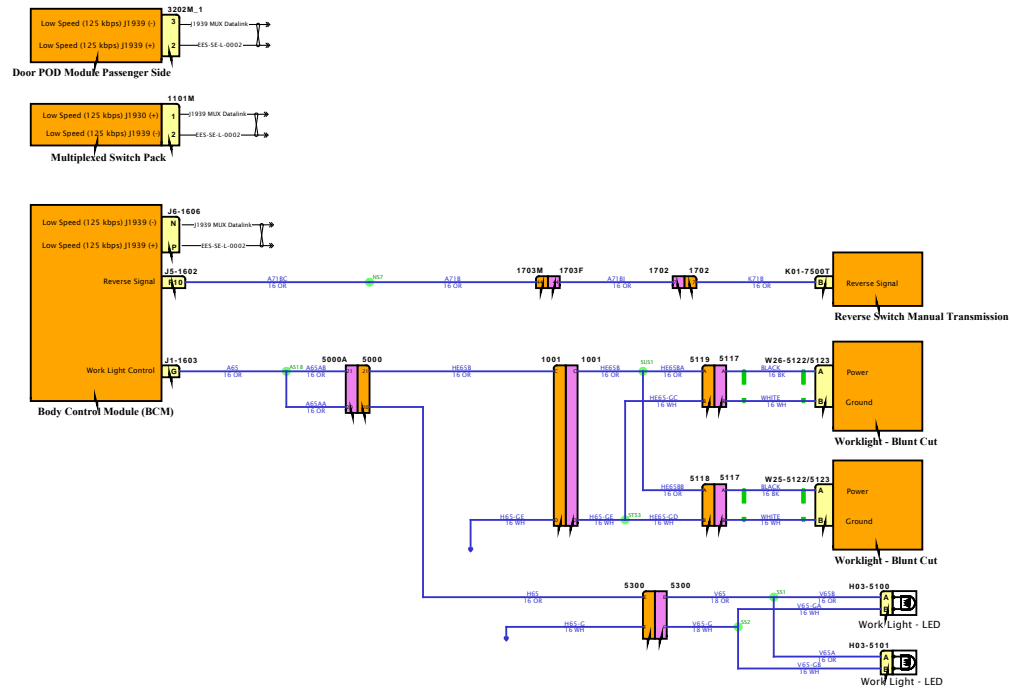 3202M_1
Low Speed (125 kbps) J1939 (-)
3
J1939 MUX Datalink
Low Speed (125 kbps) J1939 (+)
2
EES-SE-L-0002
Door POD Module Passenger Side
1101M
Low Speed (125 kbps) J1930 (+)
1
J1939 MUX Datalink
Low Speed (125 kbps) J1939 (-)
2
EES-SE-L-0002
Multiplexed Switch Pack
J6-1606
Low Speed (125 kbps) J1939 (-)
N
J1939 MUX Datalink
Low Speed (125 kbps) J1939 (+)
P
EES-SE-L-0002
J5-1602
1703M 1703F
1702 1702
K01-7500T
Reverse Signal
F10
A71BC
16 OR
NS7
A71B
16 OR
A71BJ
16 OR
K71B
16 OR
B
Reverse Signal
Reverse Switch Manual Transmission
J1-1603
5000A 5000
1001 1001
SUS1
5119 5117
W26-5122/5123
Work Light Control
G
A65
16 OR
AS18
A65AB
16 OR
21 21
HE65B
16 OR
C C
HE65B
16 OR
HE65BA
16 OR
A A
BLACK
16 BK
A
Power
A65AA
16 OR
HE65-GC
16 WH
B B
WHITE
16 WH
B
Ground
Body Control Module (BCM)
Worklight - Blunt Cut
5118 5117
W25-5122/5123
HE65BB
16 OR
A A
BLACK
16 BK
A
Power
H65-GE
16 WH
D D
H65-GE
16 WH
STS3
HE65-GD
16 WH
B B
WHITE
16 WH
B
Ground
Worklight - Blunt Cut
5300 5300
H03-5100
H65
16 OR
E E
V65
18 OR
SS1
V65B
16 OR
A
V65-GA
16 WH
B
H65-G
16 WH
F F
V65-G
18 WH
SS2
Work Light - LED
H03-5101
V65A
16 OR
A
V65-GB
16 WH
B
Work Light - LED